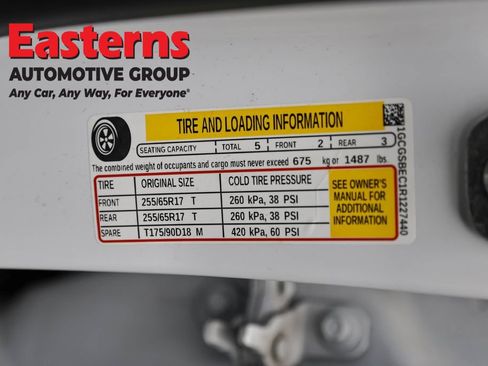 Easterns
AUTOMOTIVE GROUP
Any Car, Any Way, For Everyone®
TIRE AND LOADING INFORMATION
SEATING CAPACITY TOTAL 5 FRONT 2 REAR 3
The combined weight of occupants and cargo must never exceed 675 kg or 1487 lbs
TIRE ORIGINAL SIZE COLD TIRE PRESSURE
FRONT 255/65R17 T 260 kPa, 38 PSI
REAR 255/65R17 T 260 kPa, 38 PSI
SPARE T175/90D18 M 420 kPa, 60 PSI
SEE OWNER'S
MANUAL FOR
ADDITIONAL
INFORMATION
1GCGSBEC1R1227440